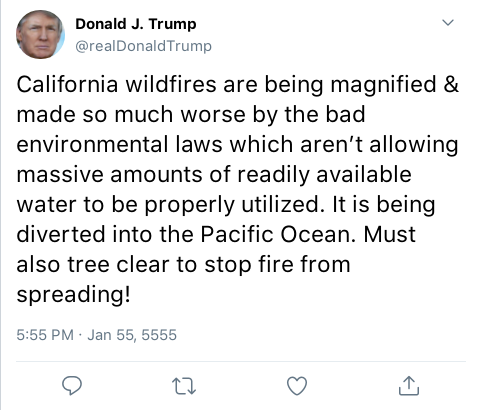 Donald J. Trump
@realDonaldTrump
California wildfires are being magnified &
made so much worse by the bad
environmental laws which aren’t allowing
massive amounts of readily available
water to be properly utilized. It is being
diverted into the Pacific Ocean. Must
also tree clear to stop fire from
spreading!
5:55 PM · Jan 55, 5555